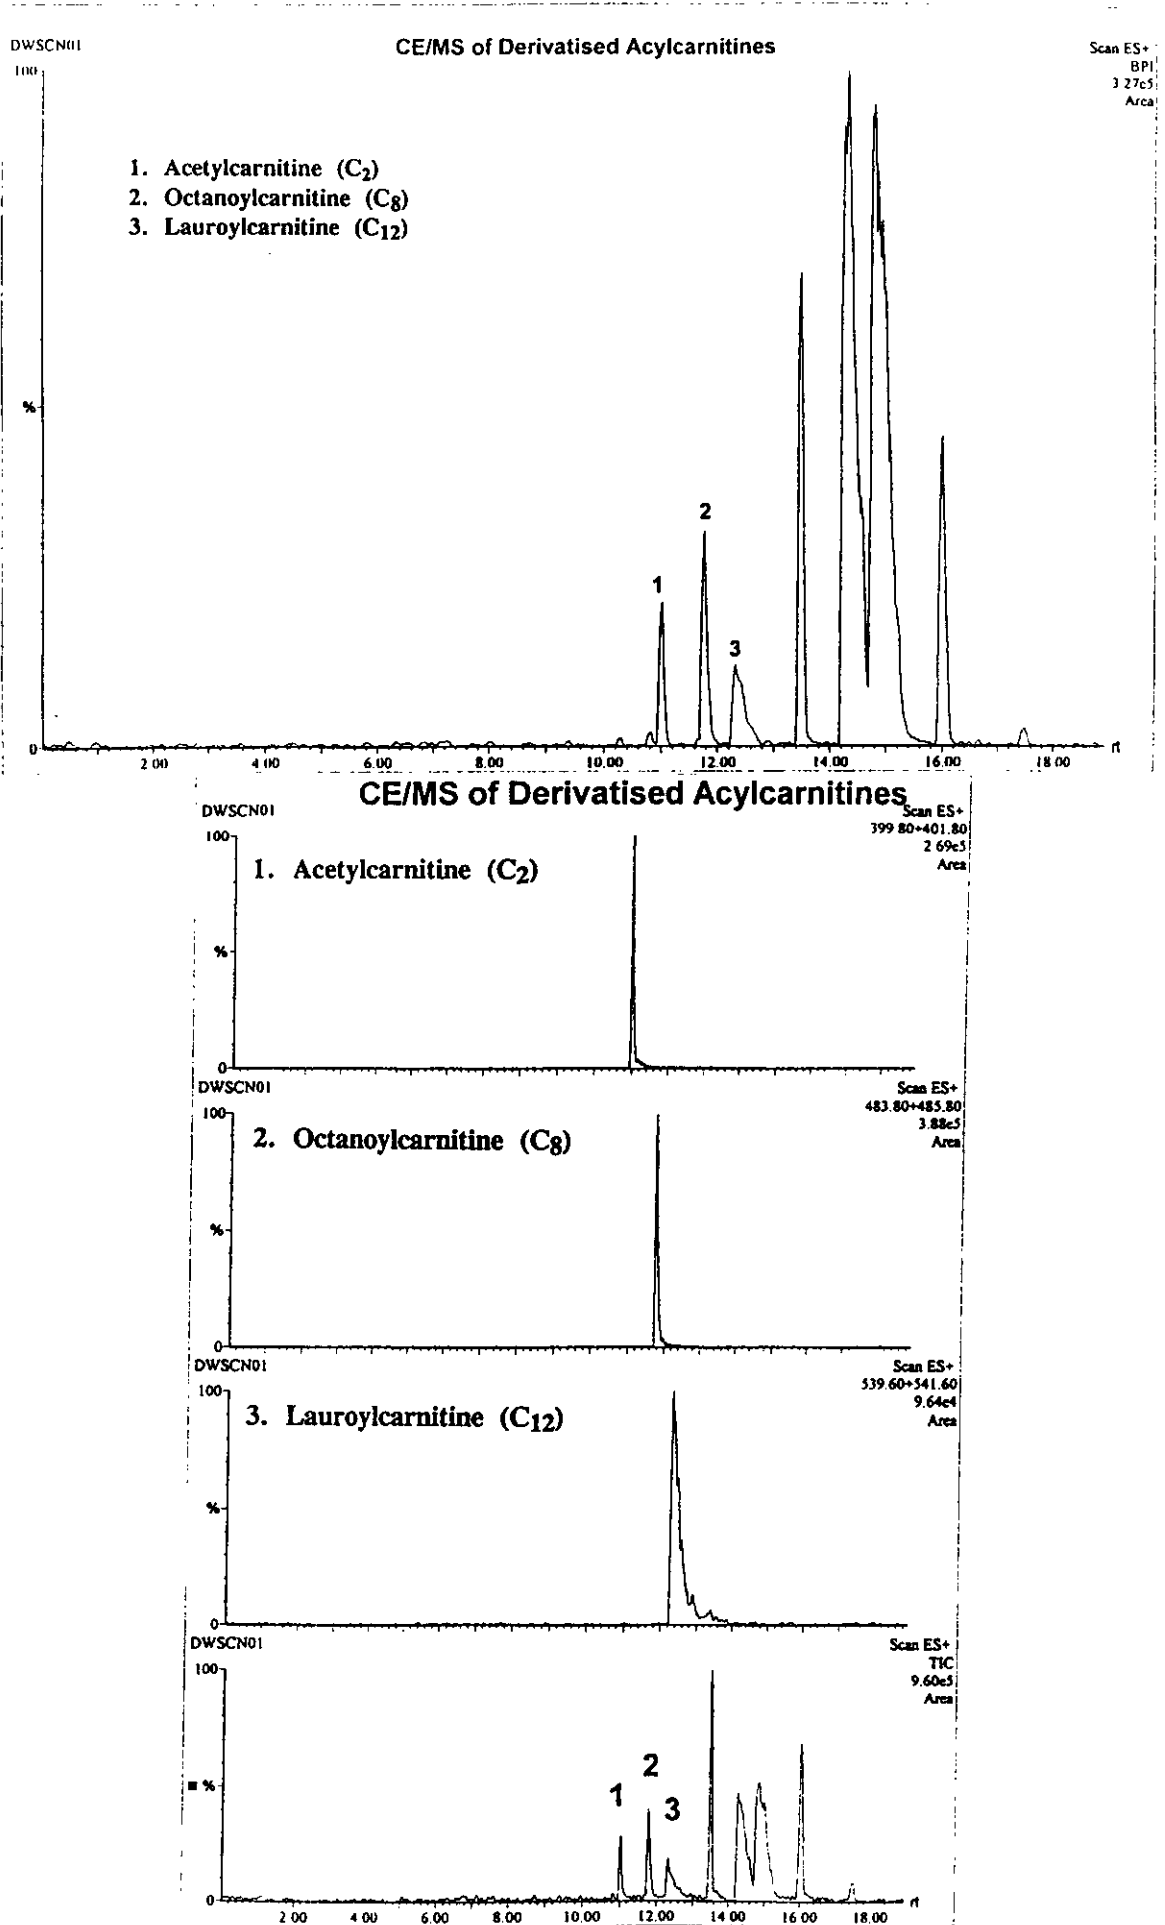 DWSCN01
CE/MS of Derivatised Acylcarnitines
Scan ES+
BPI
3.27e5
Area
100
1. Acetylcarnitine (C2)
2. Octanoylcarnitine (C8)
3. Lauroylcarnitine (C12)
%
2
1
3
0
2.00 4.00 6.00 8.00 10.00 12.00 14.00 16.00 18.00 rt
CE/MS of Derivatised Acylcarnitines
DWSCN01
Scan ES+
399.80+401.80
2.69e5
Area
100
1. Acetylcarnitine (C2)
%
0
DWSCN01
Scan ES+
483.80+485.80
3.88e5
Area
100
2. Octanoylcarnitine (C8)
%
0
DWSCN01
Scan ES+
539.60+541.60
9.64e4
Area
100
3. Lauroylcarnitine (C12)
%
0
DWSCN01
Scan ES+
TIC
9.60e5
Area
100
2
1
3
%
0
2.00 4.00 6.00 8.00 10.00 12.00 14.00 16.00 18.00 rt